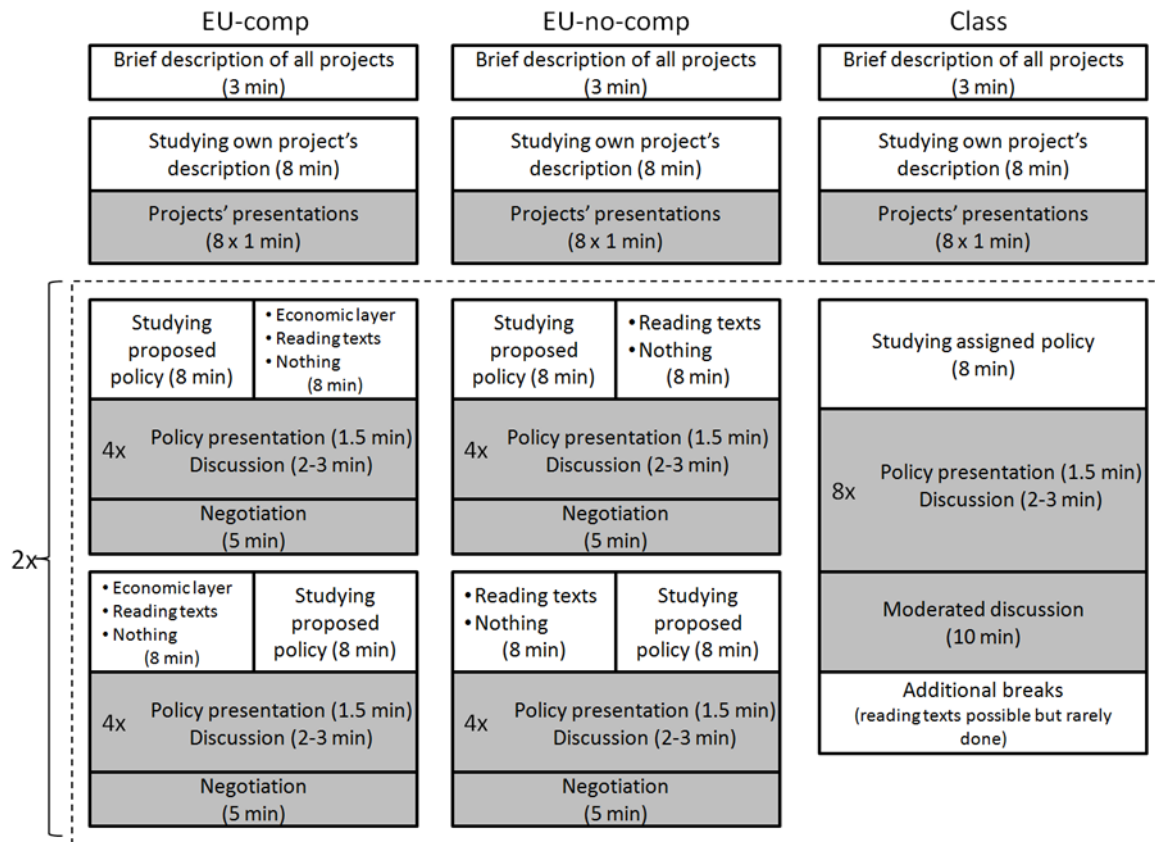 EU-comp
Brief description of all projects
(3 min)
Studying own project's
description (8 min)
Projects' presentations
(8 x 1 min)
Studying
proposed
policy (8 min)
• Economic layer
• Reading texts
• Nothing
(8 min)
4x
Policy presentation (1.5 min)
Discussion (2-3 min)
Negotiation
(5 min)
• Economic layer
• Reading texts
• Nothing
(8 min)
Studying
proposed
policy (8 min)
4x
Policy presentation (1.5 min)
Discussion (2-3 min)
Negotiation
(5 min)
EU-no-comp
Brief description of all projects
(3 min)
Studying own project's
description (8 min)
Projects' presentations
(8 x 1 min)
Studying
proposed
policy (8 min)
• Reading texts
• Nothing
(8 min)
4x
Policy presentation (1.5 min)
Discussion (2-3 min)
Negotiation
(5 min)
• Reading texts
• Nothing
(8 min)
Studying
proposed
policy (8 min)
4x
Policy presentation (1.5 min)
Discussion (2-3 min)
Negotiation
(5 min)
Class
Brief description of all projects
(3 min)
Studying own project's
description (8 min)
Projects' presentations
(8 x 1 min)
Studying assigned policy
(8 min)
8x
Policy presentation (1.5 min)
Discussion (2-3 min)
Moderated discussion
(10 min)
Additional breaks
(reading texts possible but rarely
done)
2x